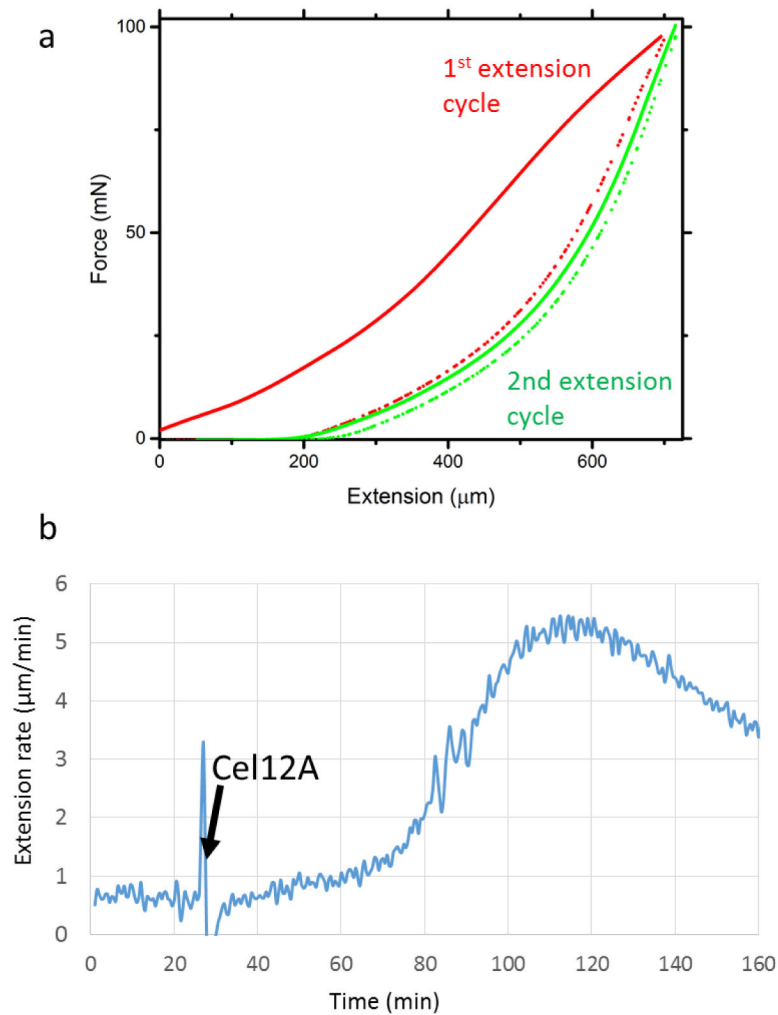 a
100
50
0
Force (mN)
1st extension
cycle
2nd extension
cycle
0
200
400
600
Extension (μm)
b
6
5
4
3
2
1
0
Extension rate (μm/min)
Cel12A
0
20
40
60
80
100
120
140
160
Time (min)